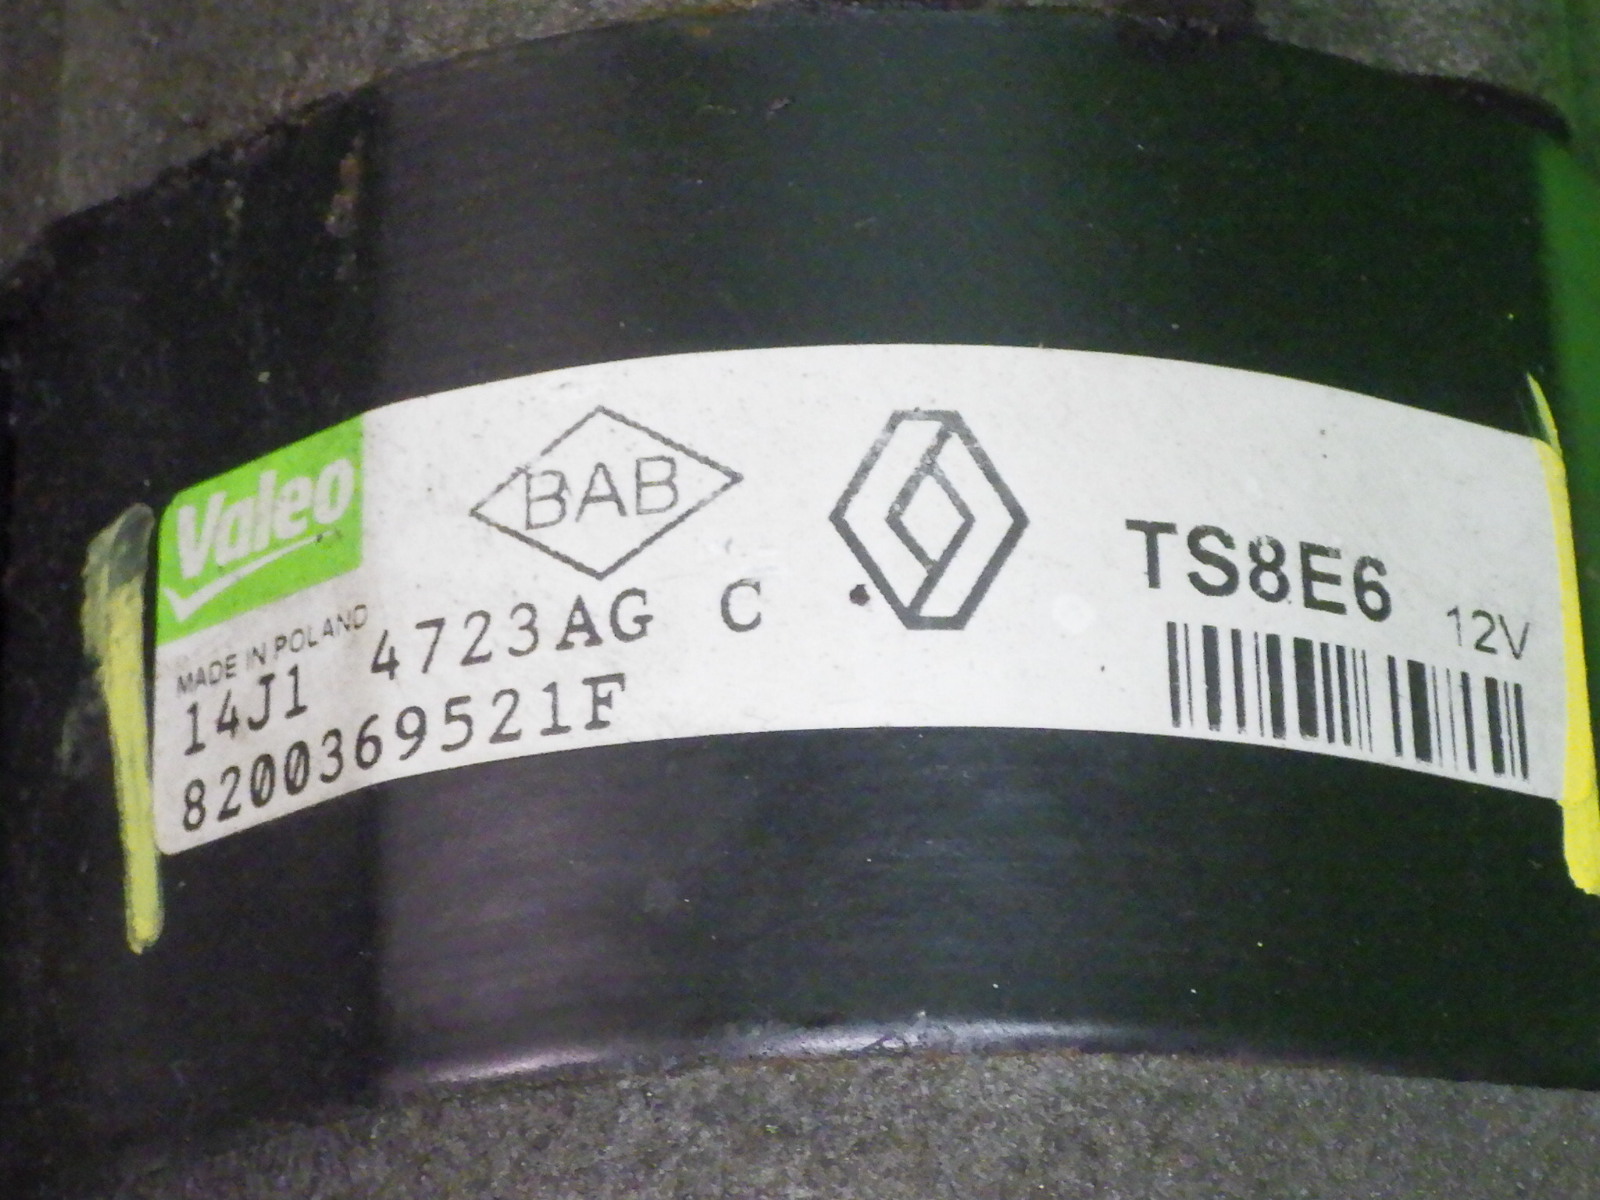 Valeo
BAB
TS8E6
12V
MADE IN POLAND
14J1 4723AG C
8200369521F